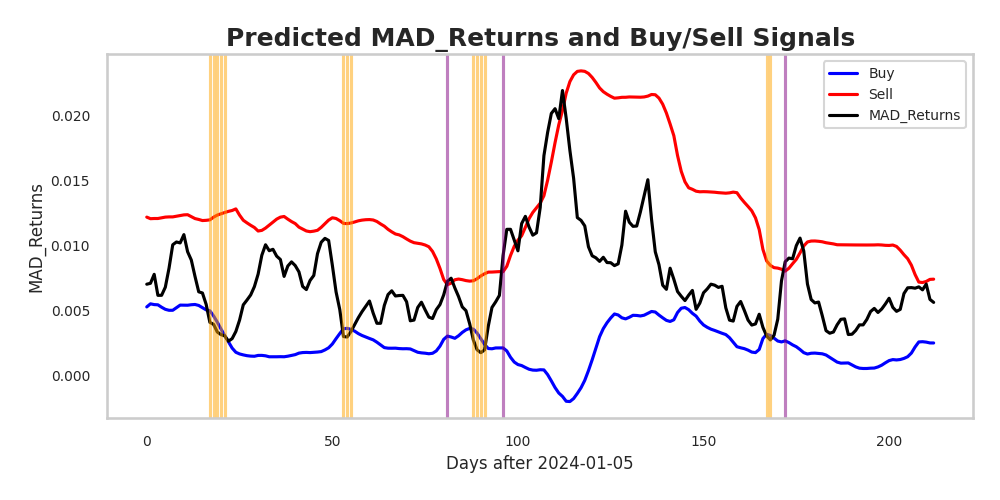 Predicted MAD_Returns and Buy/Sell Signals
Buy
Sell
MAD_Returns
MAD_Returns
0.020
0.015
0.010
0.005
0.000
0 50 100 150 200
Days after 2024-01-05